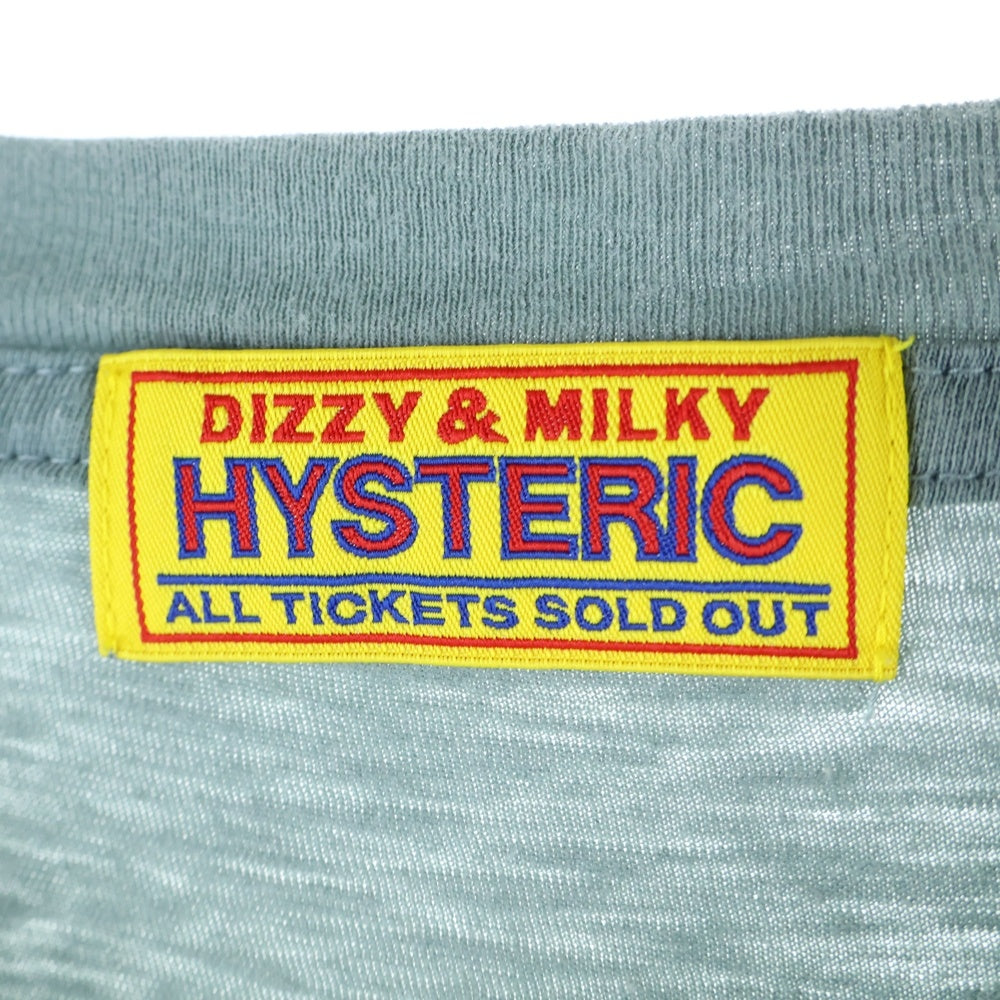 DIZZY & MILKY
HYSTERIC
ALL TICKETS SOLD OUT